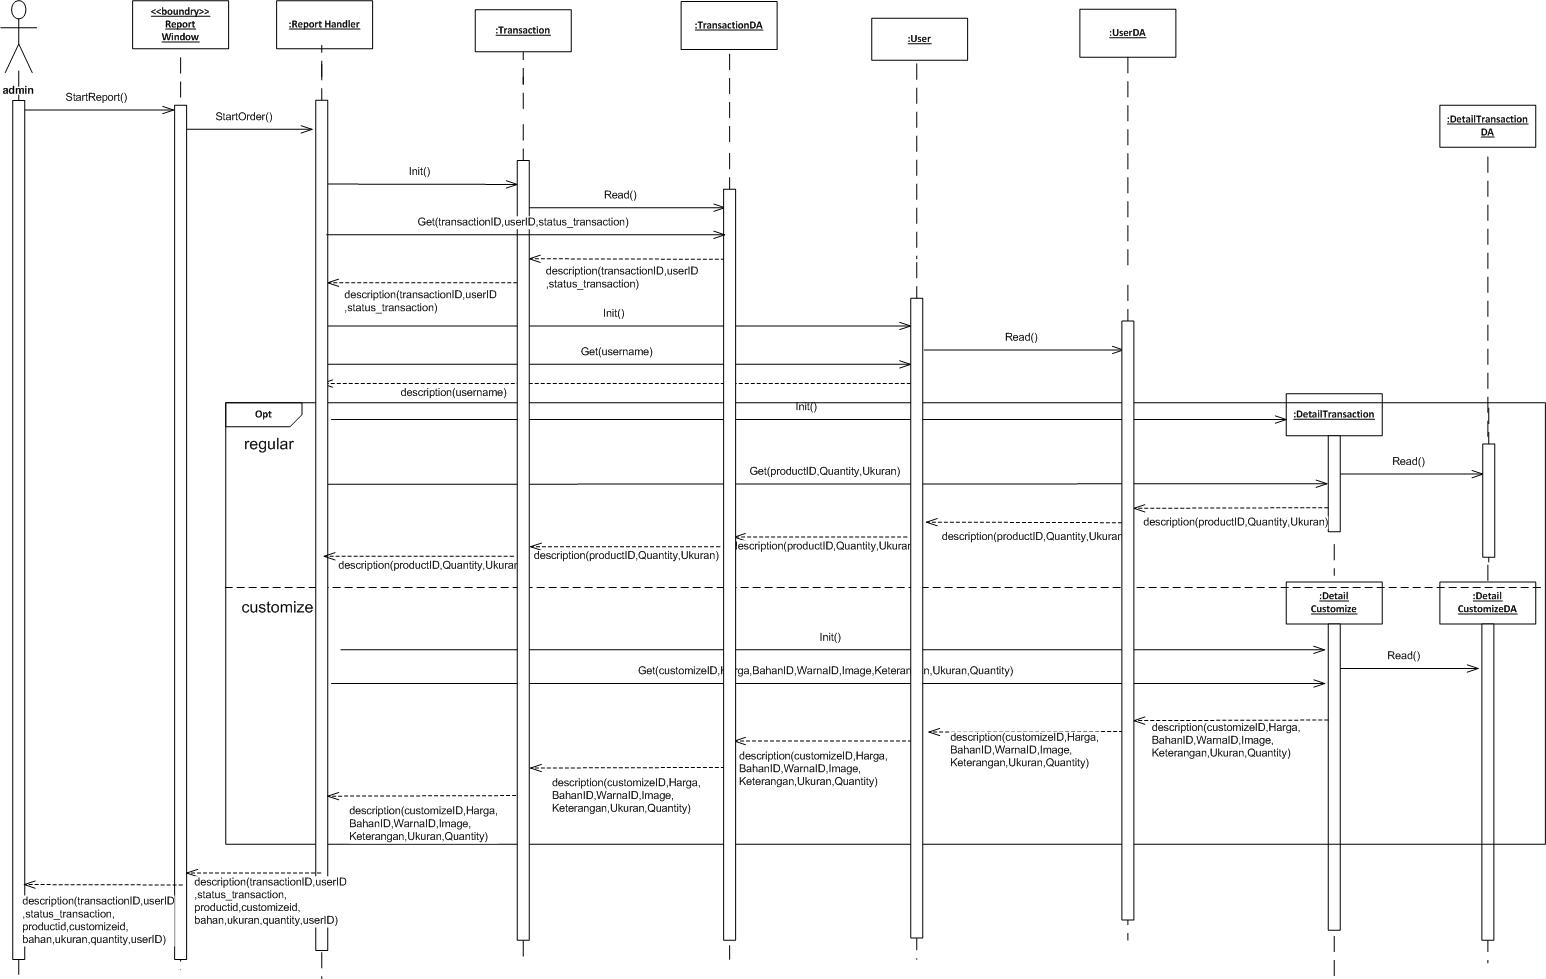 <<boundry>>
Report
Window
:Report Handler
:Transaction
:TransactionDA
:User
:UserDA
admin
StartReport()
StartOrder()
:DetailTransaction
DA
Init()
Read()
Get(transactionID,userID,status_transaction)
description(transactionID,userID
,status_transaction)
description(transactionID,userID
,status_transaction)
Init()
Read()
Get(username)
description(username)
Opt
Init()
:DetailTransaction
regular
Read()
Get(productID,Quantity,Ukuran)
description(productID,Quantity,Ukuran)
description(productID,Quantity,Ukuran
description(productID,Quantity,Ukuran
description(productID,Quantity,Ukuran)
description(productID,Quantity,Ukuran
customize
:Detail
Customize
:Detail
CustomizeDA
Init()
Read()
Get(customizeID,Harga,BahanID,WarnaID,Image,Keterangan,Ukuran,Quantity)
description(customizeID,Harga,
BahanID,WarnaID,Image,
Keterangan,Ukuran,Quantity)
description(customizeID,Harga,
BahanID,WarnaID,Image,
Keterangan,Ukuran,Quantity)
description(customizeID,Harga,
BahanID,WarnaID,Image,
Keterangan,Ukuran,Quantity)
description(customizeID,Harga,
BahanID,WarnaID,Image,
Keterangan,Ukuran,Quantity)
description(customizeID,Harga,
BahanID,WarnaID,Image,
Keterangan,Ukuran,Quantity)
description(transactionID,userID
,status_transaction,
productid,customizeid,
bahan,ukuran,quantity,userID)
description(transactionID,userID
,status_transaction,
productid,customizeid,
bahan,ukuran,quantity,userID)